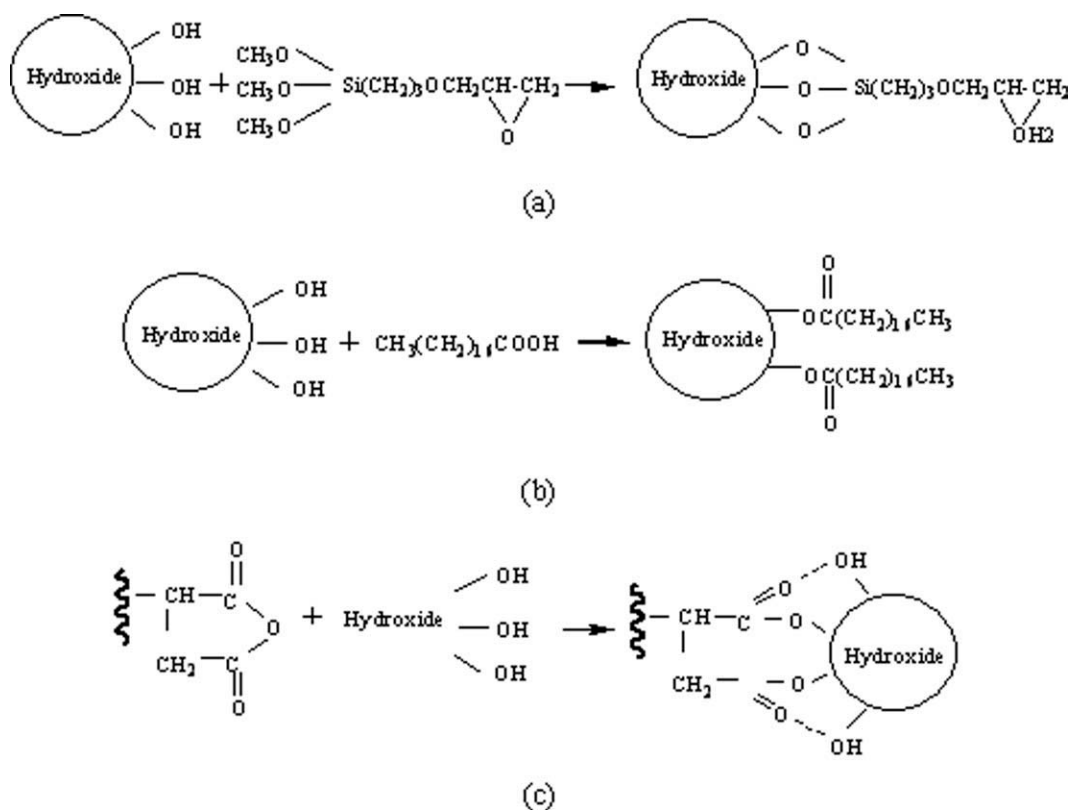 OH
CH3O
Hydroxide
OH + CH3O Si(CH2)3OCH2CH-CH2
OH
CH3O
O
O
Hydroxide
O Si(CH2)3OCH2CH-CH2
O
OH2
(a)
OH
Hydroxide
OH + CH3(CH2)16COOH
OH
O
OC(CH2)16CH3
Hydroxide
OC(CH2)16CH3
O
(b)
O
CH C
O
CH2 C
O
+
Hydroxide
OH
OH
OH
O OH
CH C O
Hydroxide
CH2 O
O OH
(c)